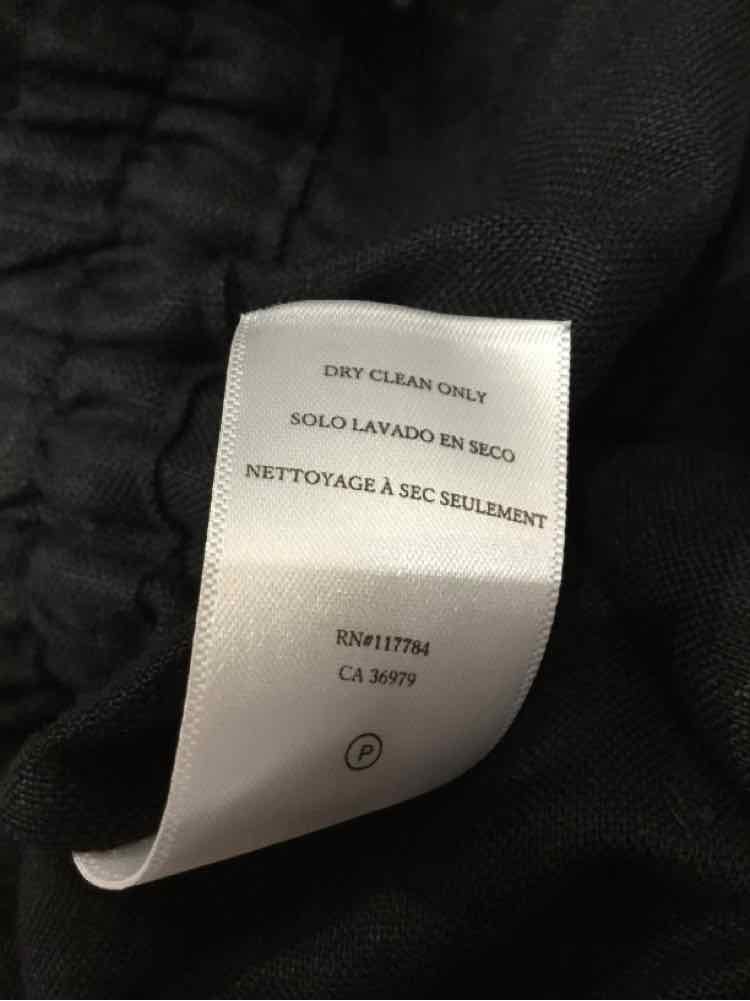 DRY CLEAN ONLY
SOLO LAVADO EN SECO
NETTOYAGE À SEC SEULEMENT
RN#117784
CA 36979
P